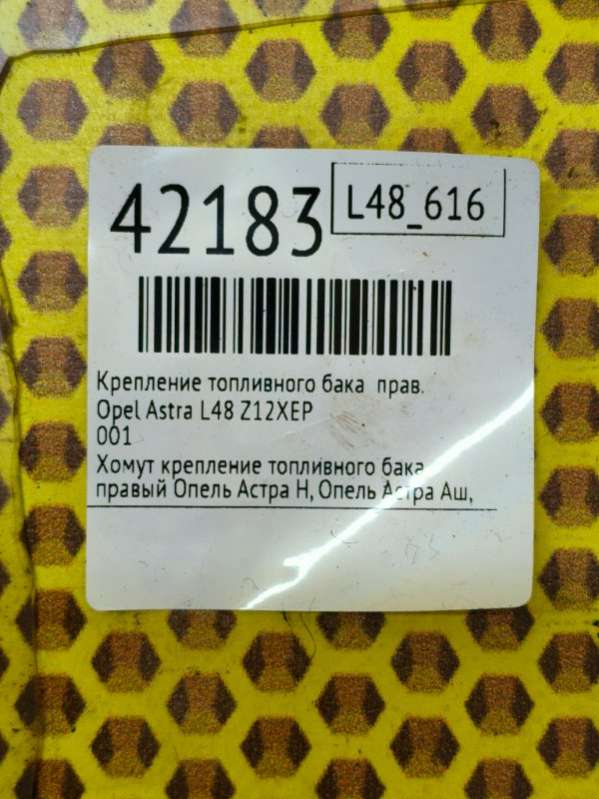 42183
L48_616
Крепление топливного бака прав.
Opel Astra L48 Z12XEP
001
Хомут крепление топливного бака
правый Опель Астра Н, Опель Астра Аш,